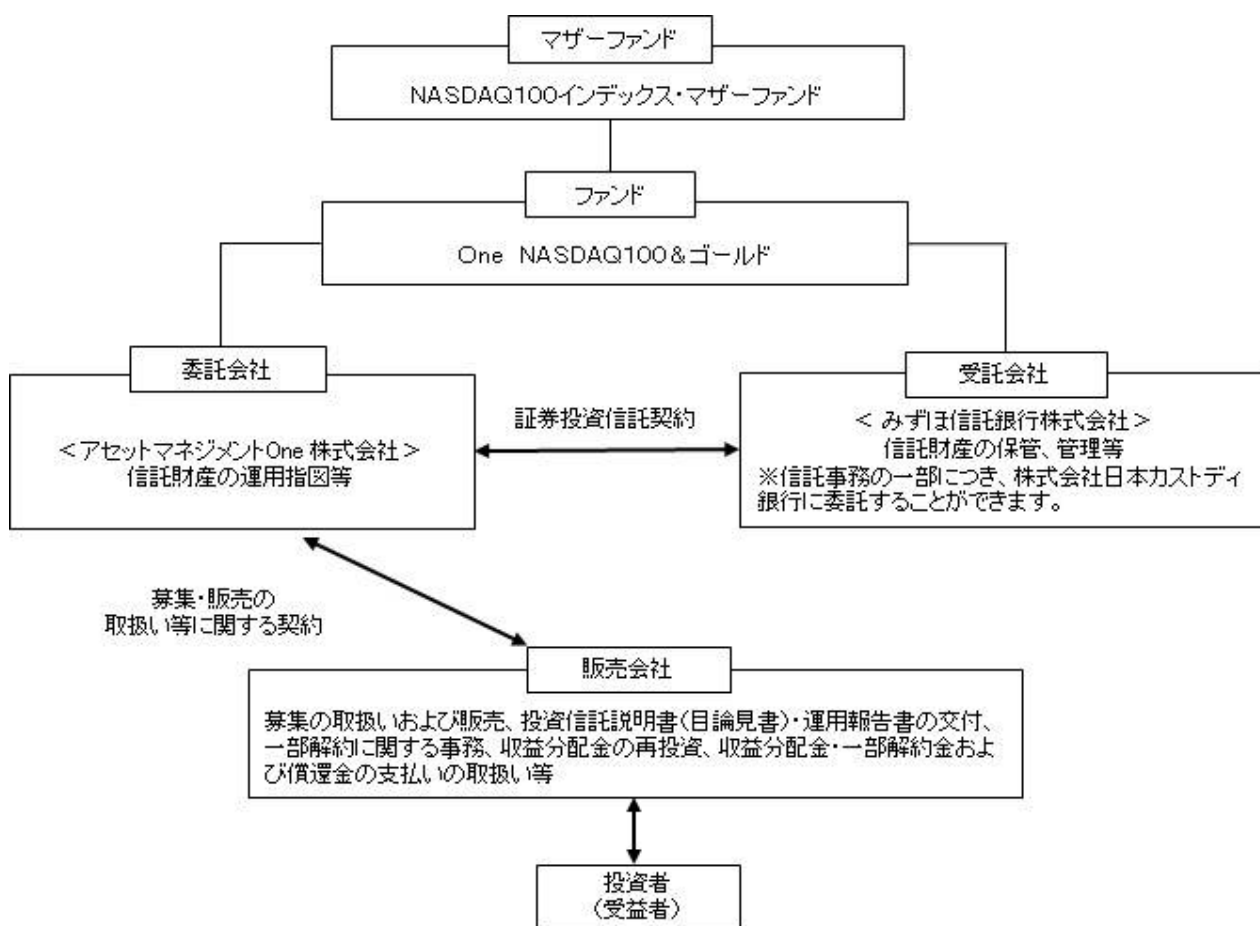 マザーファンド
NASDAQ100インデックス・マザーファンド
ファンド
One NASDAQ100&ゴールド
委託会社
<アセットマネジメントOne 株式会社>
信託財産の運用指図等
証券投資信託契約
受託会社
< みずほ信託銀行株式会社>
信託財産の保管、管理等
※信託事務の一部につき、株式会社日本カストディ
銀行に委託することができます。
募集・販売の
取扱い等に関する契約
販売会社
募集の取扱いおよび販売、投資信託説明書(目論見書)・運用報告書の交付、
一部解約に関する事務、収益分配金の再投資、収益分配金・一部解約金およ
び償還金の支払いの取扱い等
投資者
(受益者)